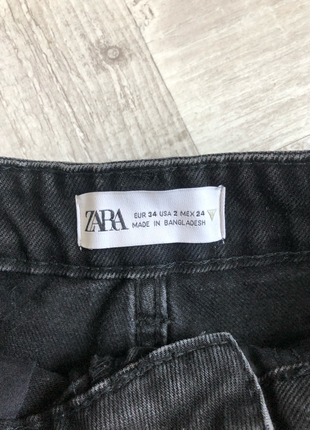 ZARA
EUR 34 USA 2 MEX 24
MADE IN BANGLADESH